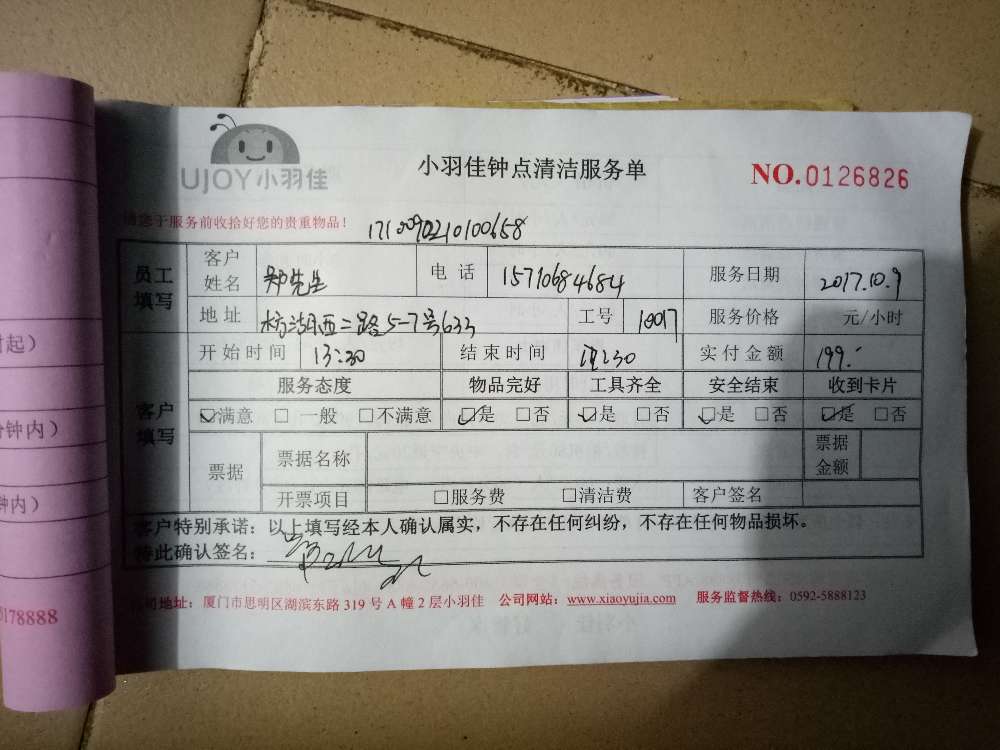 UJOY小羽佳
小羽佳钟点清洁服务单
NO.0126826
请您于服务前收拾好您的贵重物品！
1710090210100658
员工填写 客户姓名 郑先生 电话 15710684684 服务日期 2017.10.9
地址 枋湖西二路5-7号633 工号 18017 服务价格 元/小时
开始时间 13:30 结束时间 实付金额 199.
客户填写 服务态度 物品完好 工具齐全 安全结束 收到卡片
☑满意 □一般 □不满意 ☑是 □否 ☑是 □否 ☑是 □否 ☑是 □否
票据 票据名称 票据金额
开票项目 □服务费 □清洁费 客户签名
客户特别承诺：以上填写经本人确认属实，不存在任何纠纷，不存在任何物品损坏。
特此确认签名：
公司地址：厦门市思明区湖滨东路 319 号 A 幢 2 层小羽佳 公司网站：www.xiaoyujia.com 服务监督热线：0592-5888123
起）
钟内）
钟内）
178888